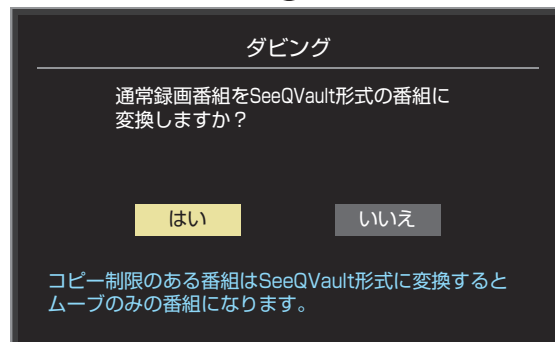 ダビング
通常録画番組をSeeQVault形式の番組に
変換しますか？
はい いいえ
コピー制限のある番組はSeeQVault形式に変換すると
ムーブのみの番組になります。